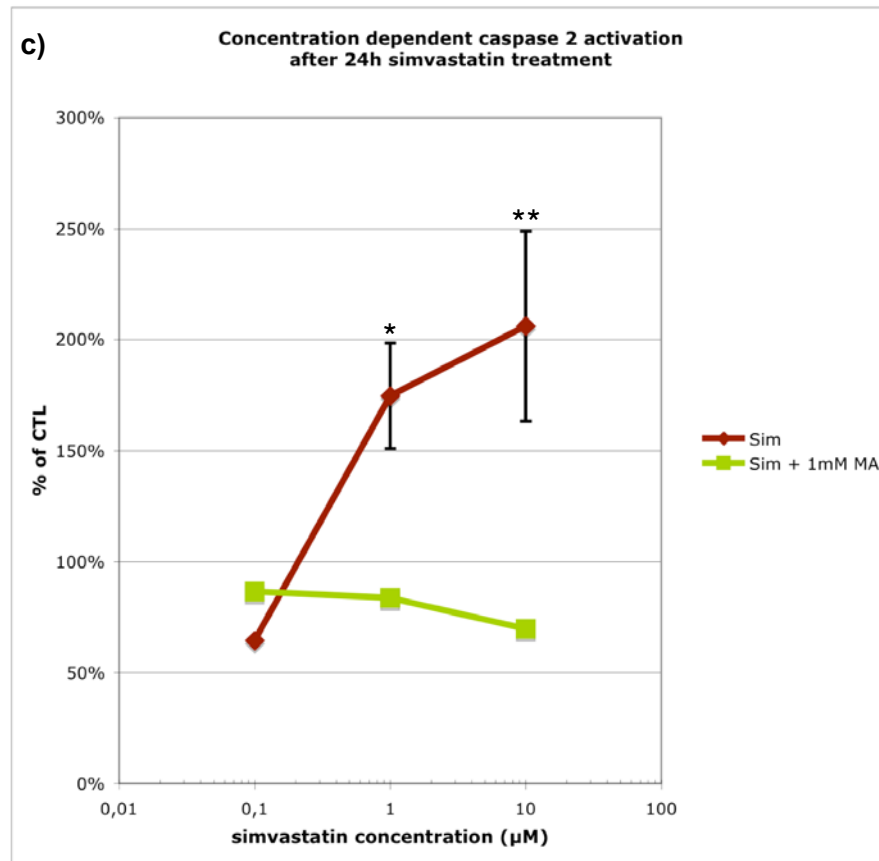 c)
Concentration dependent caspase 2 activation
after 24h simvastatin treatment
300%
250%
200%
150%
100%
50%
0%
% of CTL
*
**
0,01
0,1
1
10
100
simvastatin concentration (µM)
Sim
Sim + 1mM MA